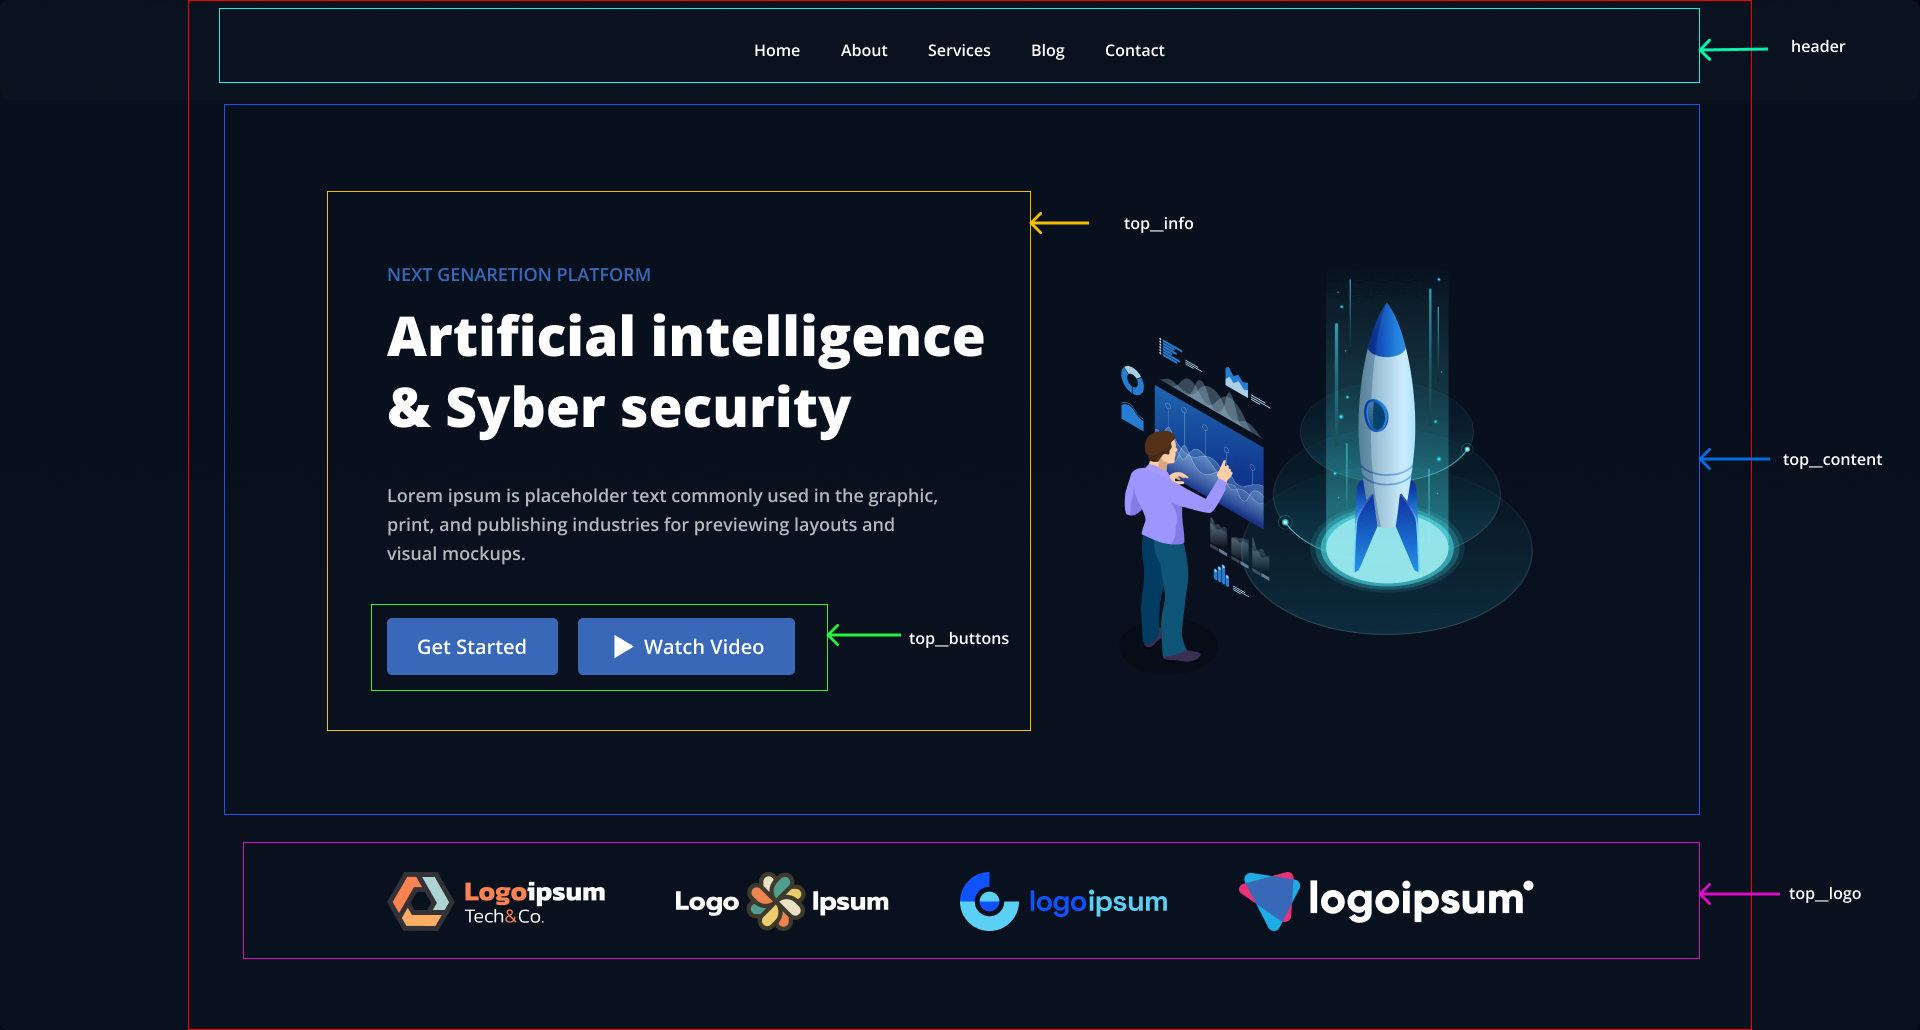 Home About Services Blog Contact
header
top__info
NEXT GENARETION PLATFORM
Artificial intelligence
& Syber security
Lorem ipsum is placeholder text commonly used in the graphic,
print, and publishing industries for previewing layouts and
visual mockups.
Get Started Watch Video
top__buttons
top__content
Logoipsum
Tech&Co.
Logo Ipsum
logoipsum
logoipsum
top__logo